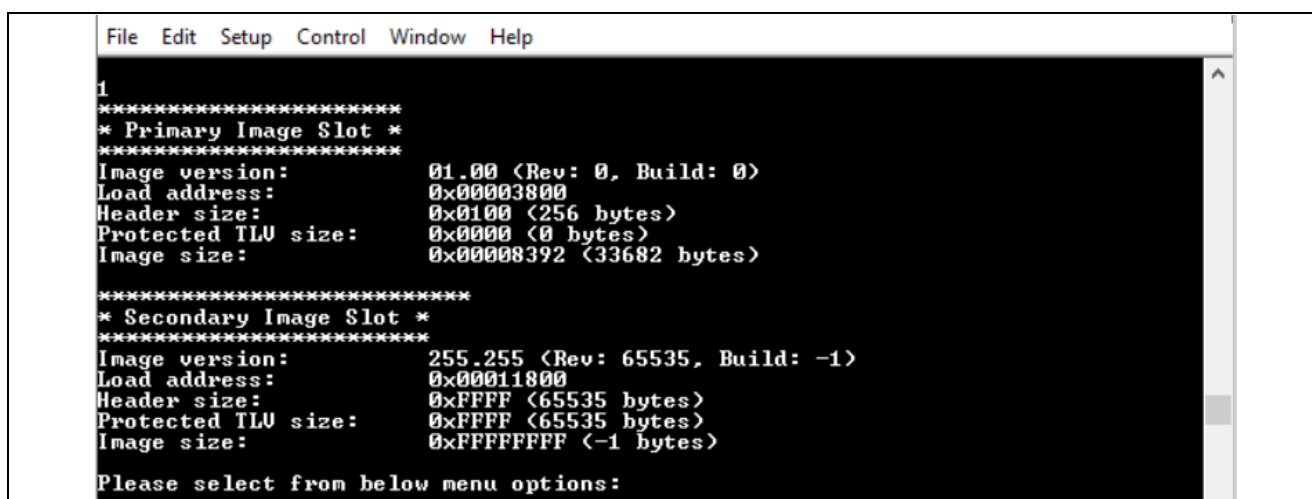 File Edit Setup Control Window Help
1
**********************
* Primary Image Slot *
**********************
Image version: 01.00 (Rev: 0, Build: 0)
Load address: 0x00003800
Header size: 0x0100 (256 bytes)
Protected TLV size: 0x0000 (0 bytes)
Image size: 0x00008392 (33682 bytes)
***************************
* Secondary Image Slot *
************************
Image version: 255.255 (Rev: 65535, Build: -1)
Load address: 0x00011800
Header size: 0xFFFF (65535 bytes)
Protected TLV size: 0xFFFF (65535 bytes)
Image size: 0xFFFFFFFF (-1 bytes)
Please select from below menu options: